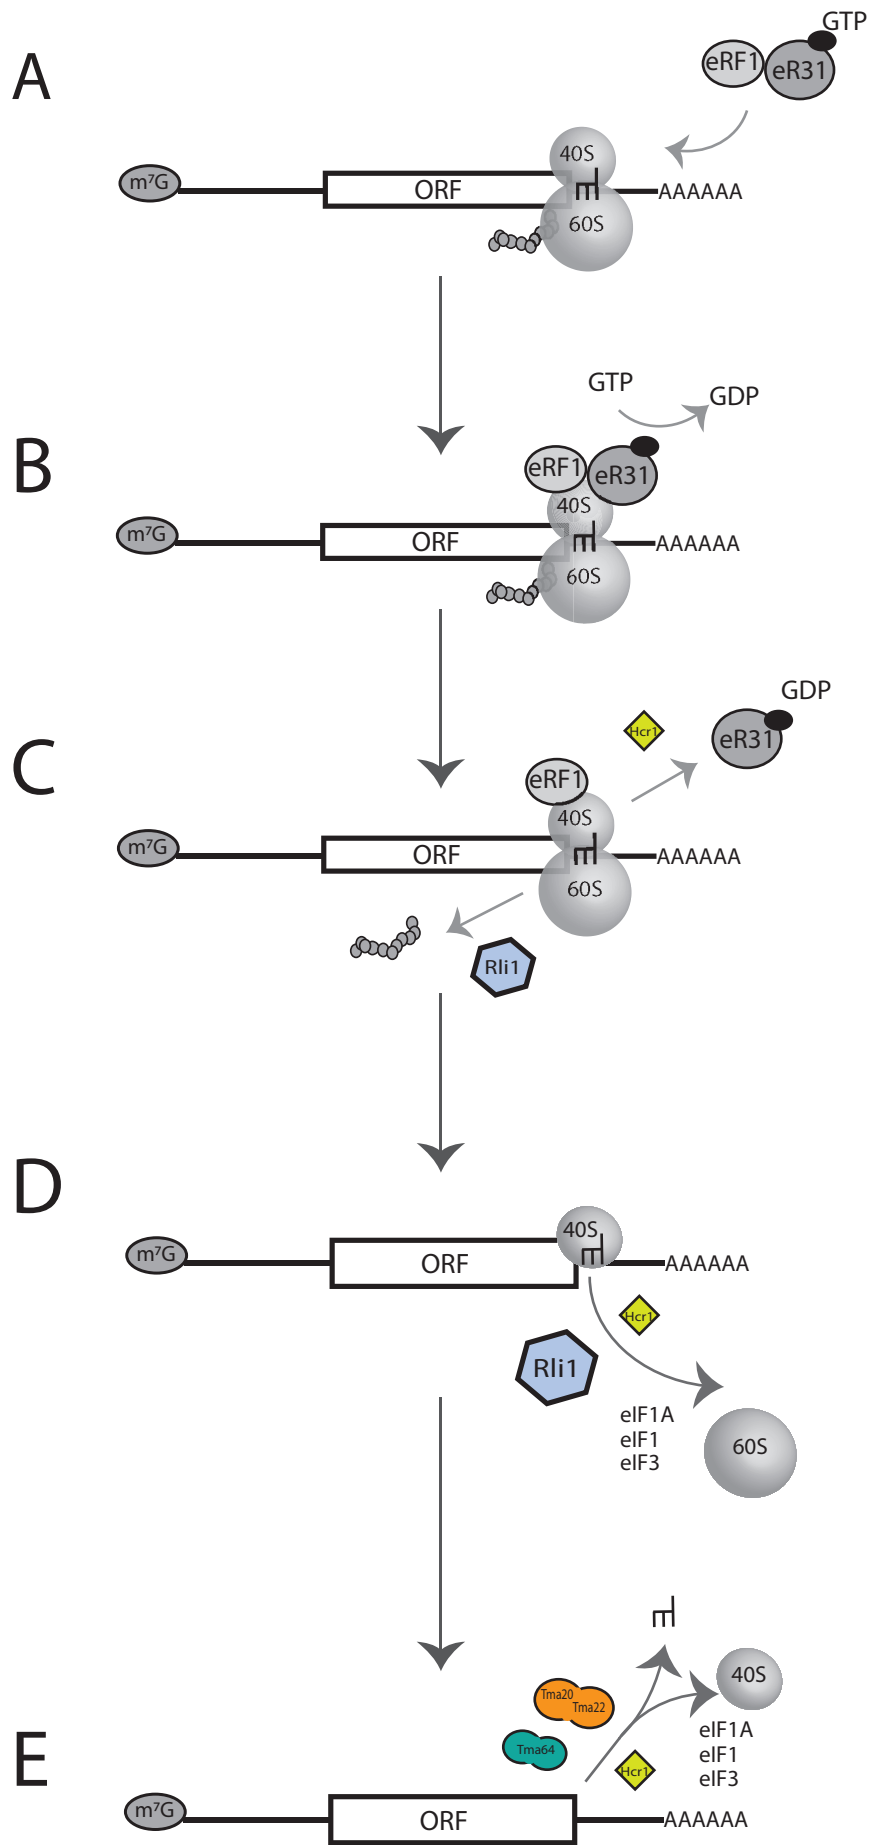 A
GTP
eRF1
eR31
40S
m⁷G
ORF
AAAAAA
60S
GTP
GDP
B
eRF1
eR31
40S
m⁷G
ORF
AAAAAA
60S
GDP
Hcr1
eR31
C
eRF1
40S
m⁷G
ORF
AAAAAA
60S
Rli1
D
40S
m⁷G
ORF
AAAAAA
Hcr1
Rli1
eIF1A
eIF1
eIF3
60S
40S
Tma20
Tma22
eIF1A
eIF1
eIF3
Tma64
Hcr1
E
m⁷G
ORF
AAAAAA